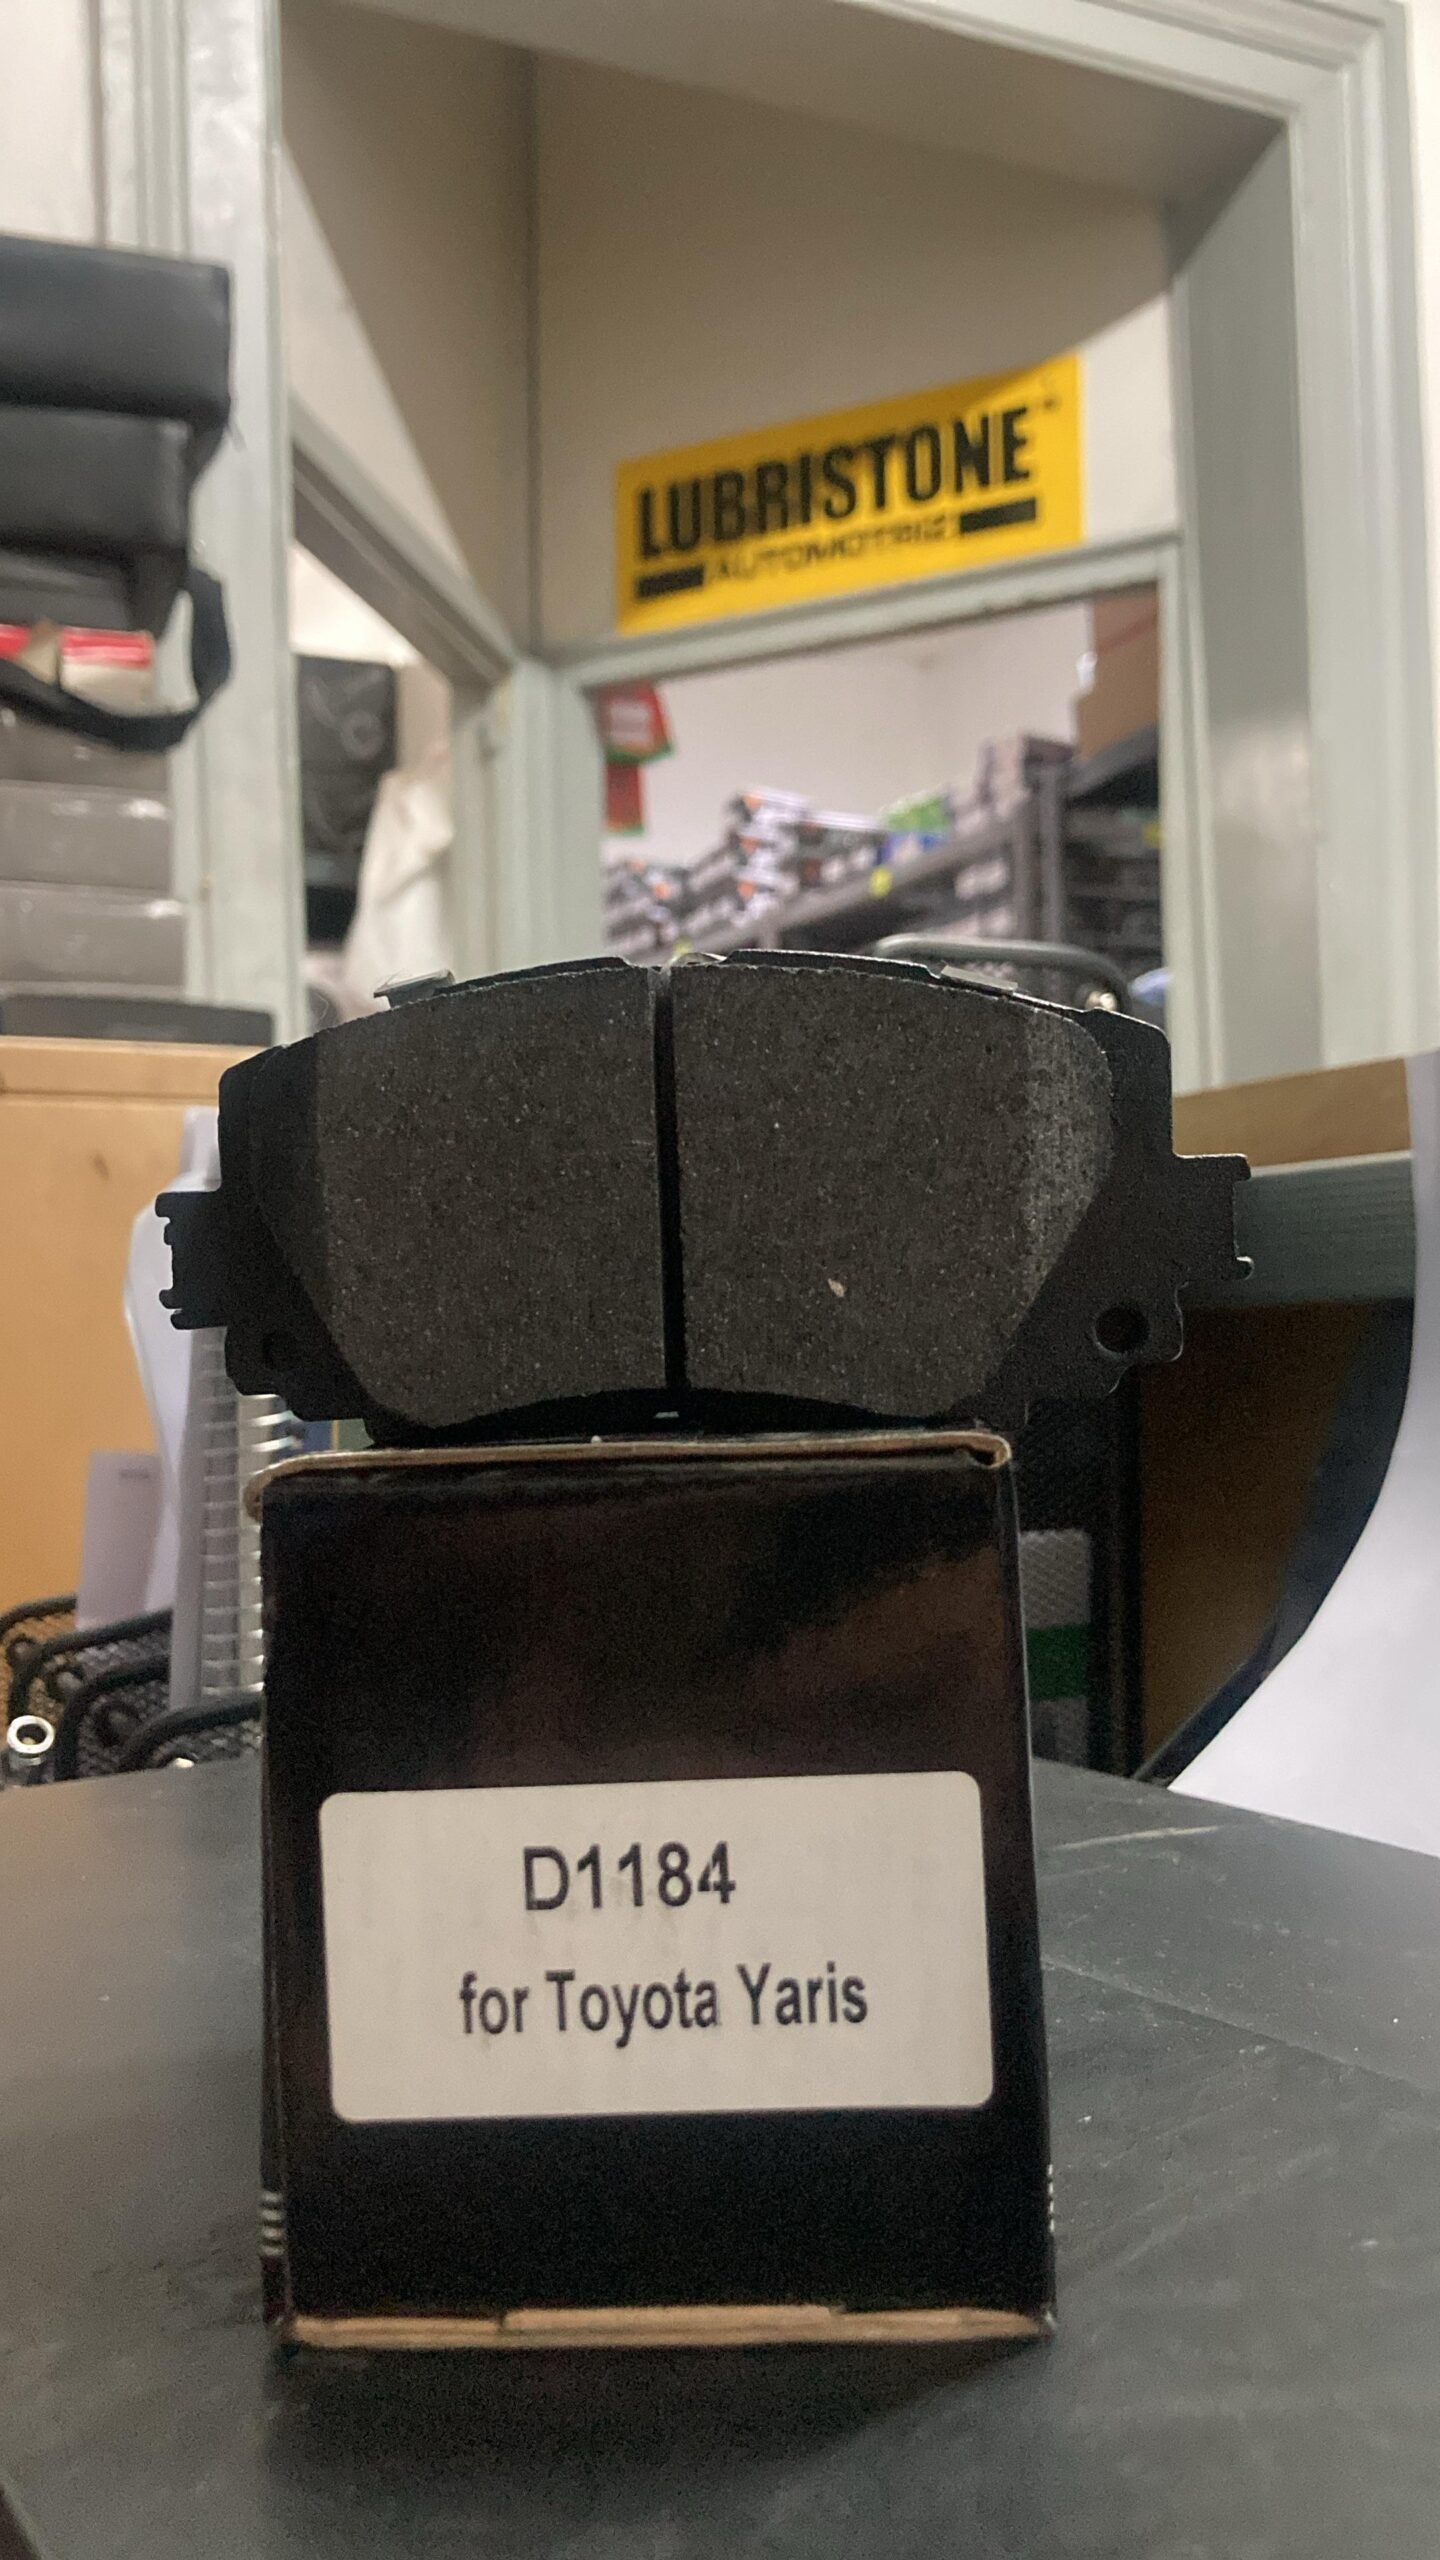 LUBRISTONE
AUTOMOTRIZ
D1184
for Toyota Yaris